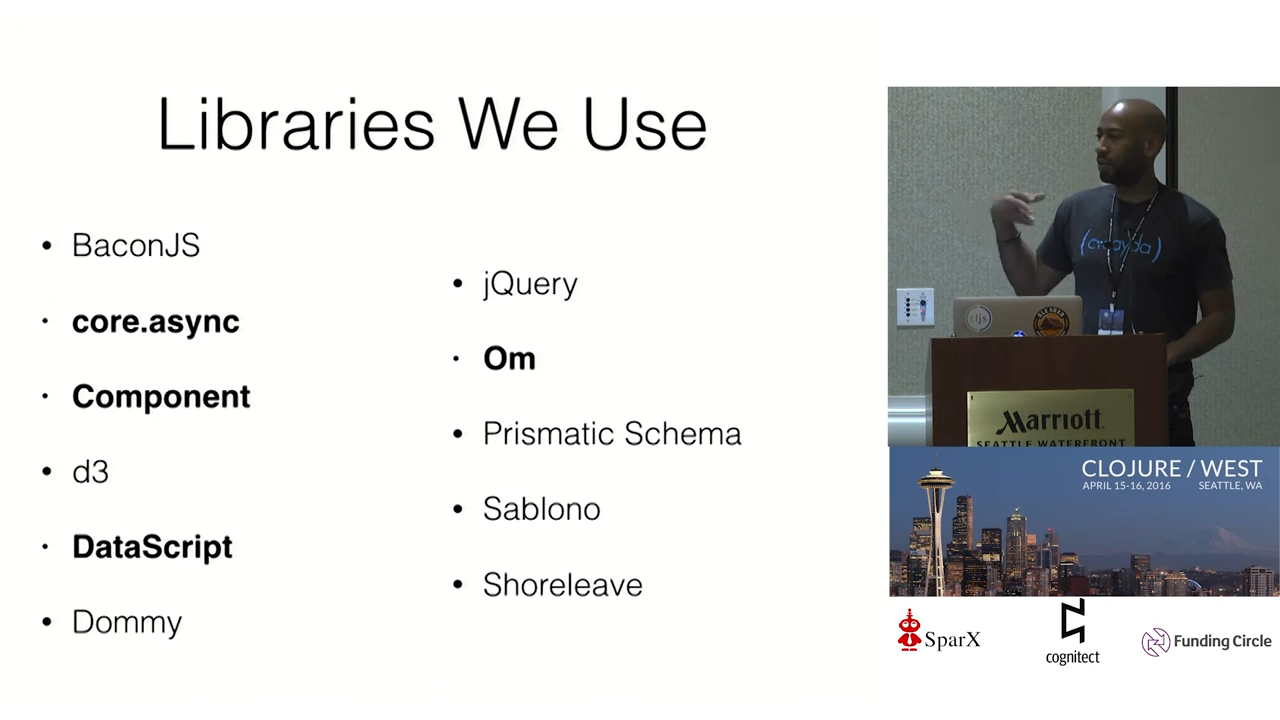 Libraries We Use
• BaconJS
• core.async
• Component
• d3
• DataScript
• Dommy
• jQuery
• Om
• Prismatic Schema
• Sablono
• Shoreleave
cljs
Marriott
SEATTLE WATERFRONT
CLOJURE / WEST
APRIL 15-16, 2016 SEATTLE, WA
SparX
cognitect
Funding Circle